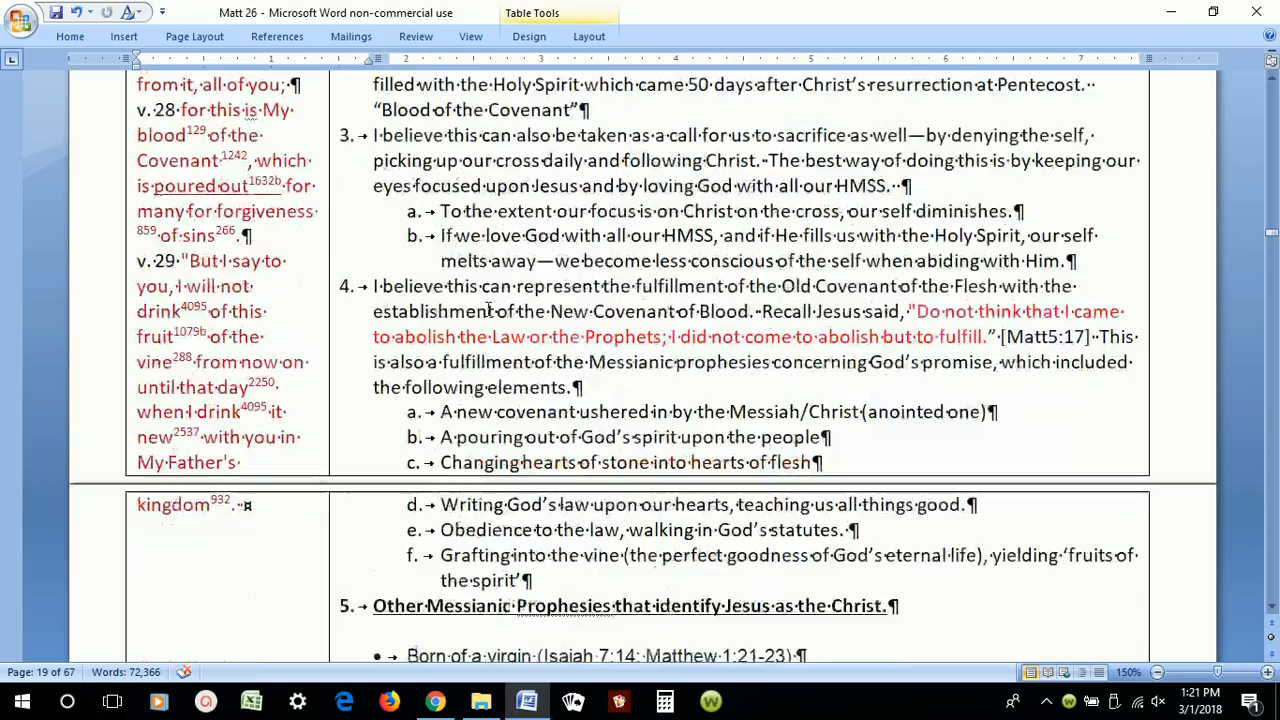 Matt 26 - Microsoft Word non-commercial use
Table Tools
Home Insert Page Layout References Mailings Review View Design Layout
from it, all of you; ¶
v. 28 for this is My
blood129 of the
Covenant 1242, which
is poured out1632b for
many for forgiveness
859 of sins266. ¶
v. 29 "But I say to
you, I will not
drink4095 of this
fruit1079b of the
vine288 from now on
until that day2250
when I drink4095 it
new2537 with you in
My Father's
kingdom932.
filled with the Holy Spirit which came 50 days after Christ's resurrection at Pentecost.
“Blood of the Covenant”¶
3. I believe this can also be taken as a call for us to sacrifice as well—by denying the self,
picking up our cross daily and following Christ. The best way of doing this is by keeping our
eyes focused upon Jesus and by loving God with all our HMSS. ¶
a. To the extent our focus is on Christ on the cross, our self diminishes.¶
b. If we love God with all our HMSS, and if He fills us with the Holy Spirit, our self
melts away—we become less conscious of the self when abiding with Him.¶
4. I believe this can represent the fulfillment of the Old Covenant of the Flesh with the
establishment of the New Covenant of Blood. Recall Jesus said, "Do not think that I came
to abolish the Law or the Prophets; I did not come to abolish but to fulfill.” [Matt5:17] This
is also a fulfillment of the Messianic prophesies concerning God's promise, which included
the following elements.¶
a. A new covenant ushered in by the Messiah/Christ (anointed one)¶
b. A pouring out of God's spirit upon the people¶
c. Changing hearts of stone into hearts of flesh¶
d. Writing God's law upon our hearts, teaching us all things good.¶
e. Obedience to the law, walking in God's statutes. ¶
f. Grafting into the vine (the perfect goodness of God's eternal life), yielding ‘fruits of
the spirit’¶
5. Other Messianic Prophesies that identify Jesus as the Christ.¶
• Born of a virgin (Isaiah 7:14; Matthew 1:21-23) ¶
Page: 19 of 67 Words: 72,366 150%
1:21 PM
3/1/2018